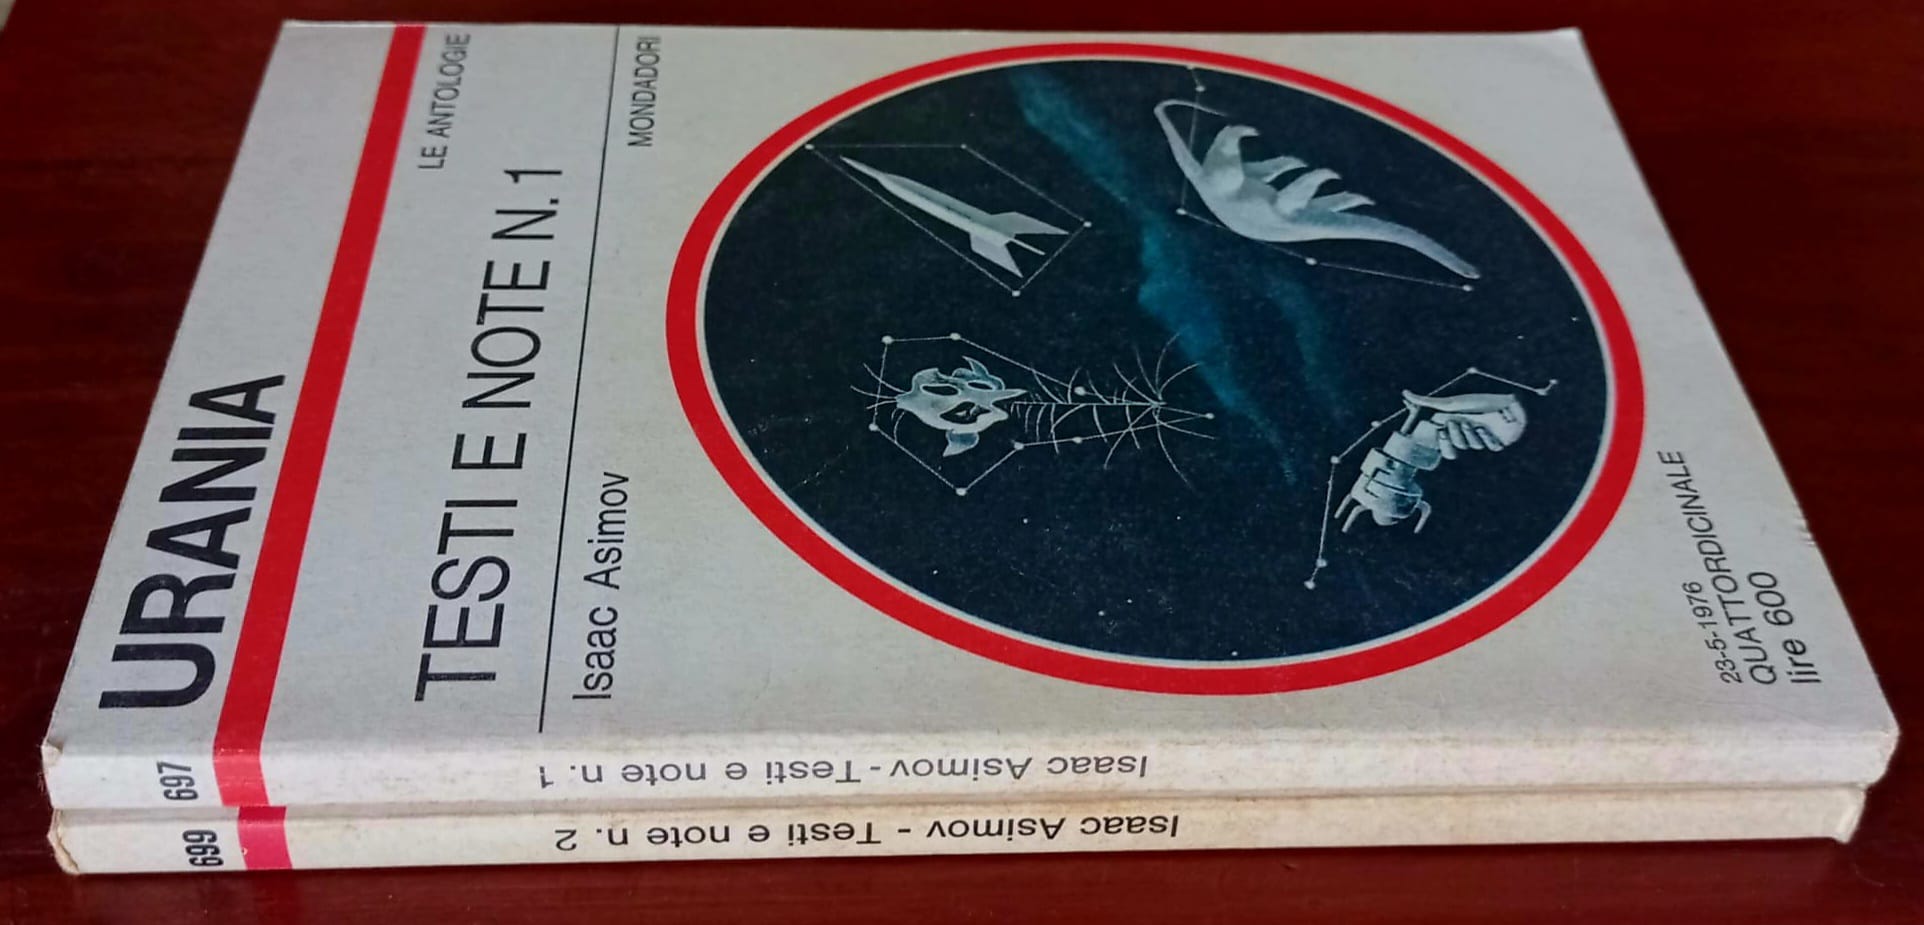 URANIA
LE ANTOLOGIE
TESTI E NOTE N.1
Isaac Asimov
MONDADORI
23-5-1976
QUATTORDICINALE
lire 600
697
Isaac Asimov - Testi e note n. 1
699
Isaac Asimov - Testi e note n. 2